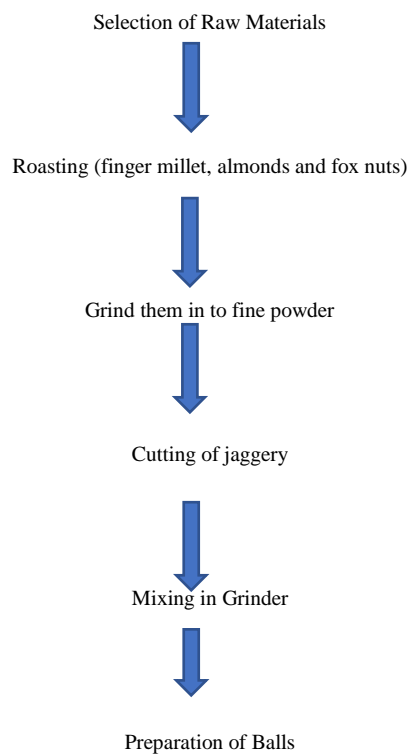 Selection of Raw Materials
Roasting (finger millet, almonds and fox nuts)
Grind them in to fine powder
Cutting of jaggery
Mixing in Grinder
Preparation of Balls